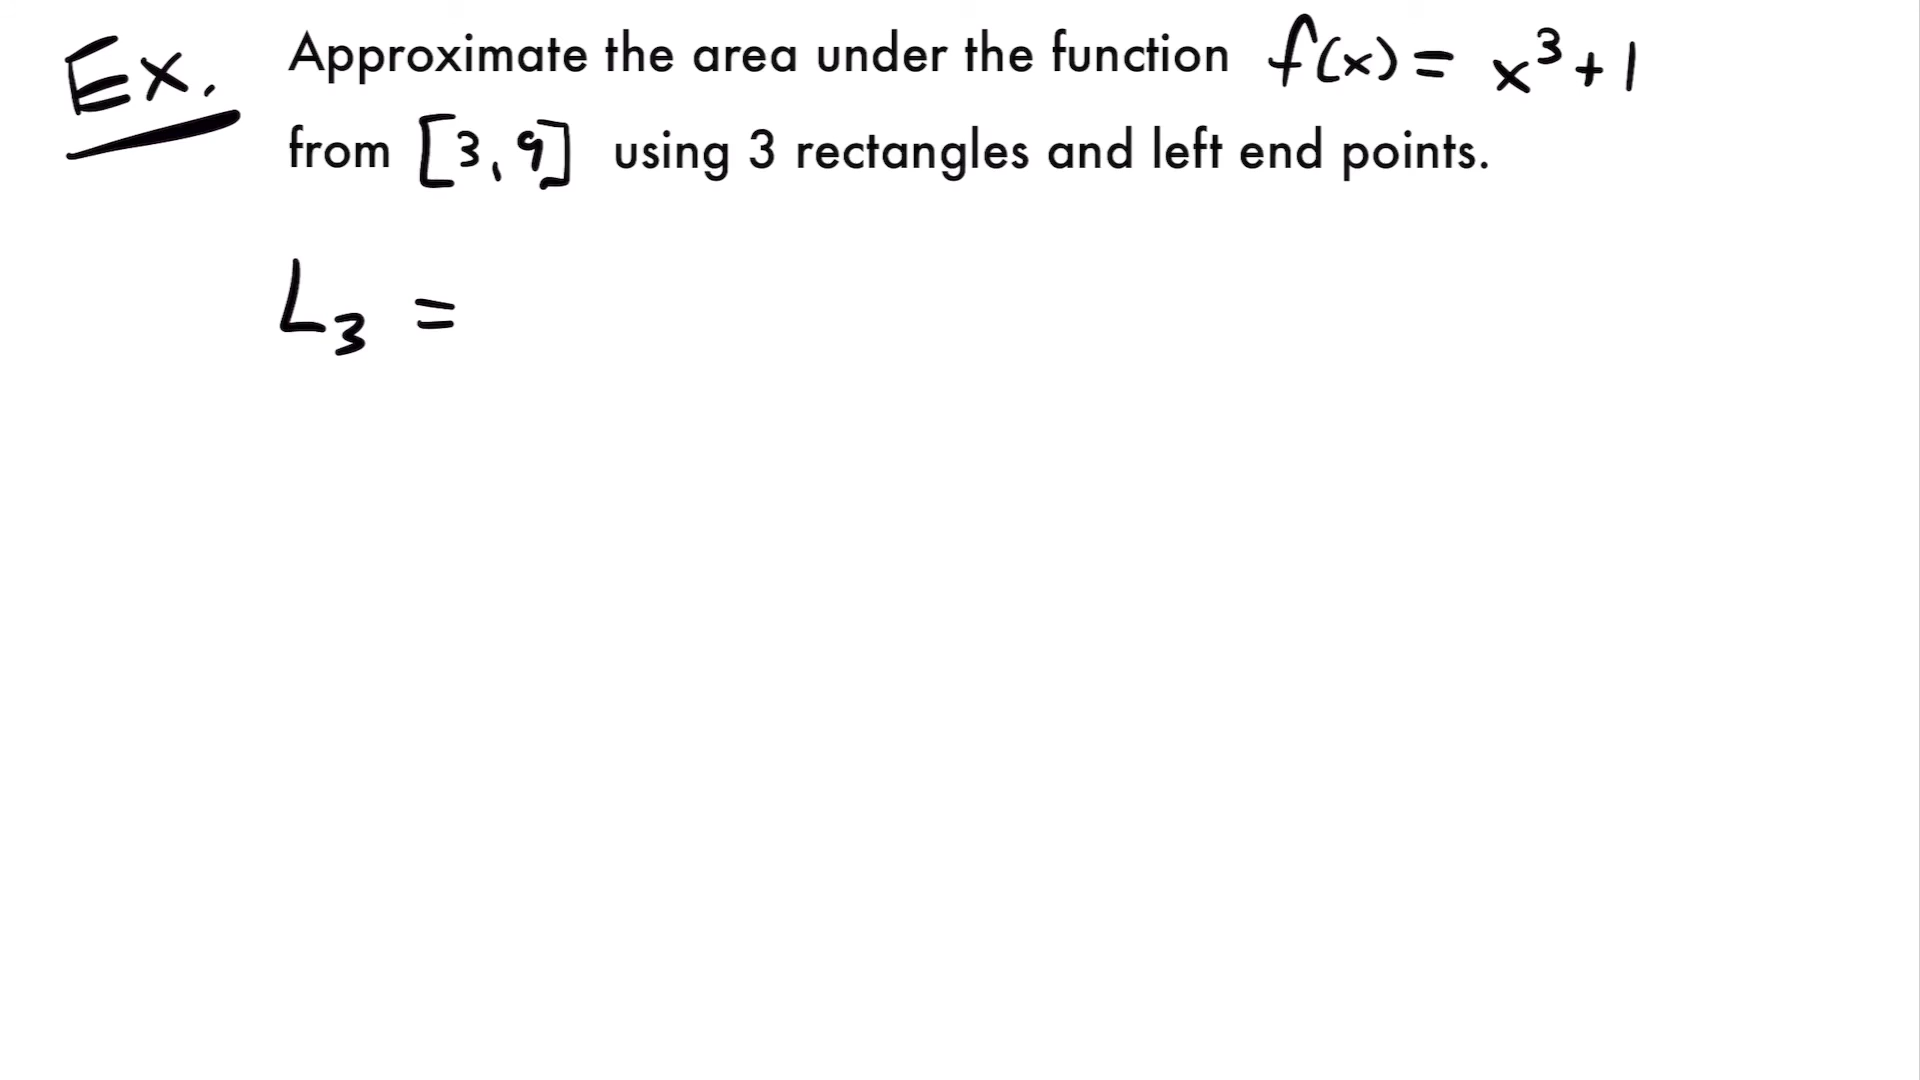 Ex. Approximate the area under the function f(x) = x³ + 1
from [3, 9] using 3 rectangles and left end points.
L₃ =